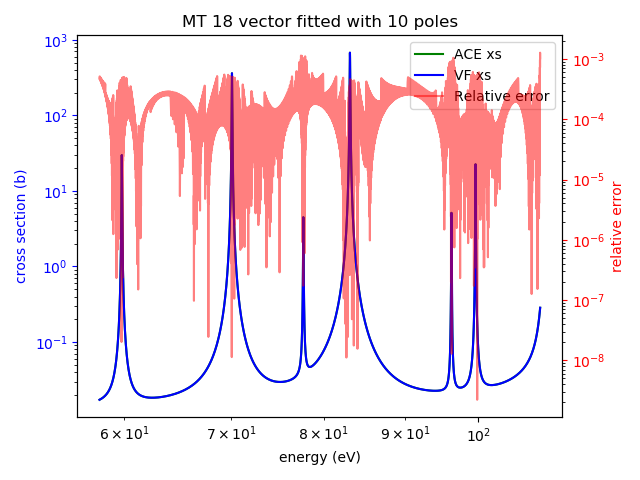 MT 18 vector fitted with 10 poles
ACE xs
VF xs
Relative error
cross section (b)
10³
10²
10¹
10⁰
10⁻¹
10⁻³
10⁻⁴
10⁻⁵
10⁻⁶
10⁻⁷
10⁻⁸
relative error
6 × 10¹ 7 × 10¹ 8 × 10¹ 9 × 10¹ 10²
energy (eV)